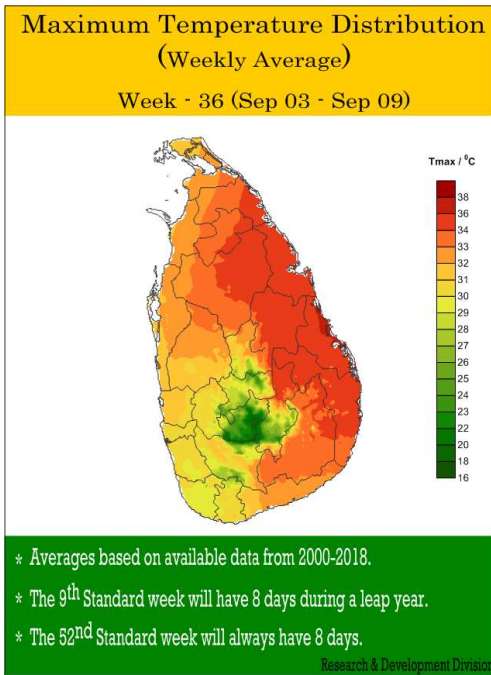 Maximum Temperature Distribution
(Weekly Average)
Week - 36 (Sep 03 - Sep 09)
Tmax / ⁰C
38
36
34
33
32
31
30
29
28
27
26
25
24
23
22
20
18
16
* Averages based on available data from 2000-2018.
* The 9th Standard week will have 8 days during a leap year.
* The 52nd Standard week will always have 8 days.
Research & Development Division